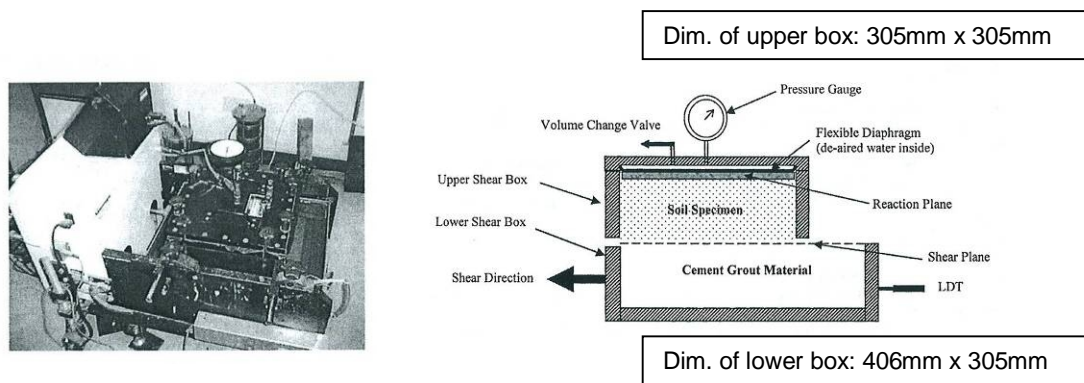 Dim. of upper box: 305mm x 305mm
Pressure Gauge
Volume Change Valve
Flexible Diaphragm
(de-aired water inside)
Upper Shear Box
Reaction Plane
Soil Specimen
Lower Shear Box
Shear Plane
Cement Grout Material
Shear Direction
LDT
Dim. of lower box: 406mm x 305mm